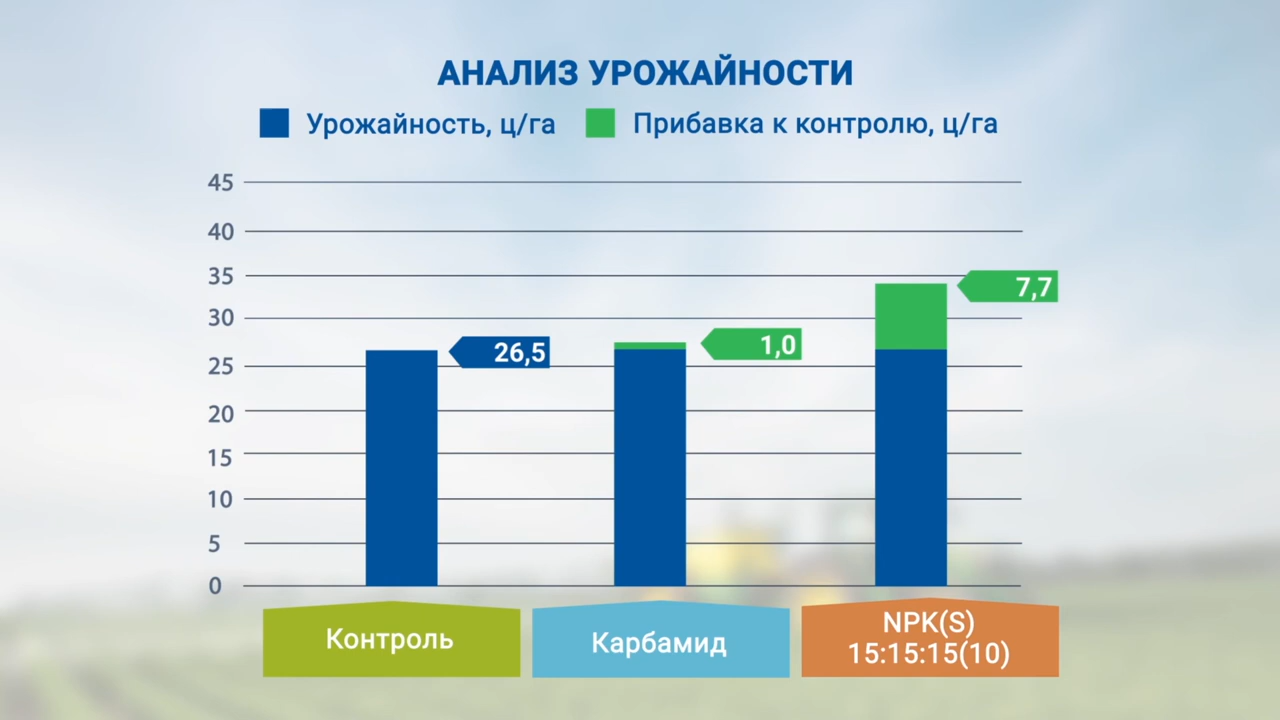 АНАЛИЗ УРОЖАЙНОСТИ
Урожайность, ц/га
Прибавка к контролю, ц/га
45
40
35
30
25
20
15
10
5
0
26,5
1,0
7,7
Контроль
Карбамид
NPK(S)
15:15:15(10)